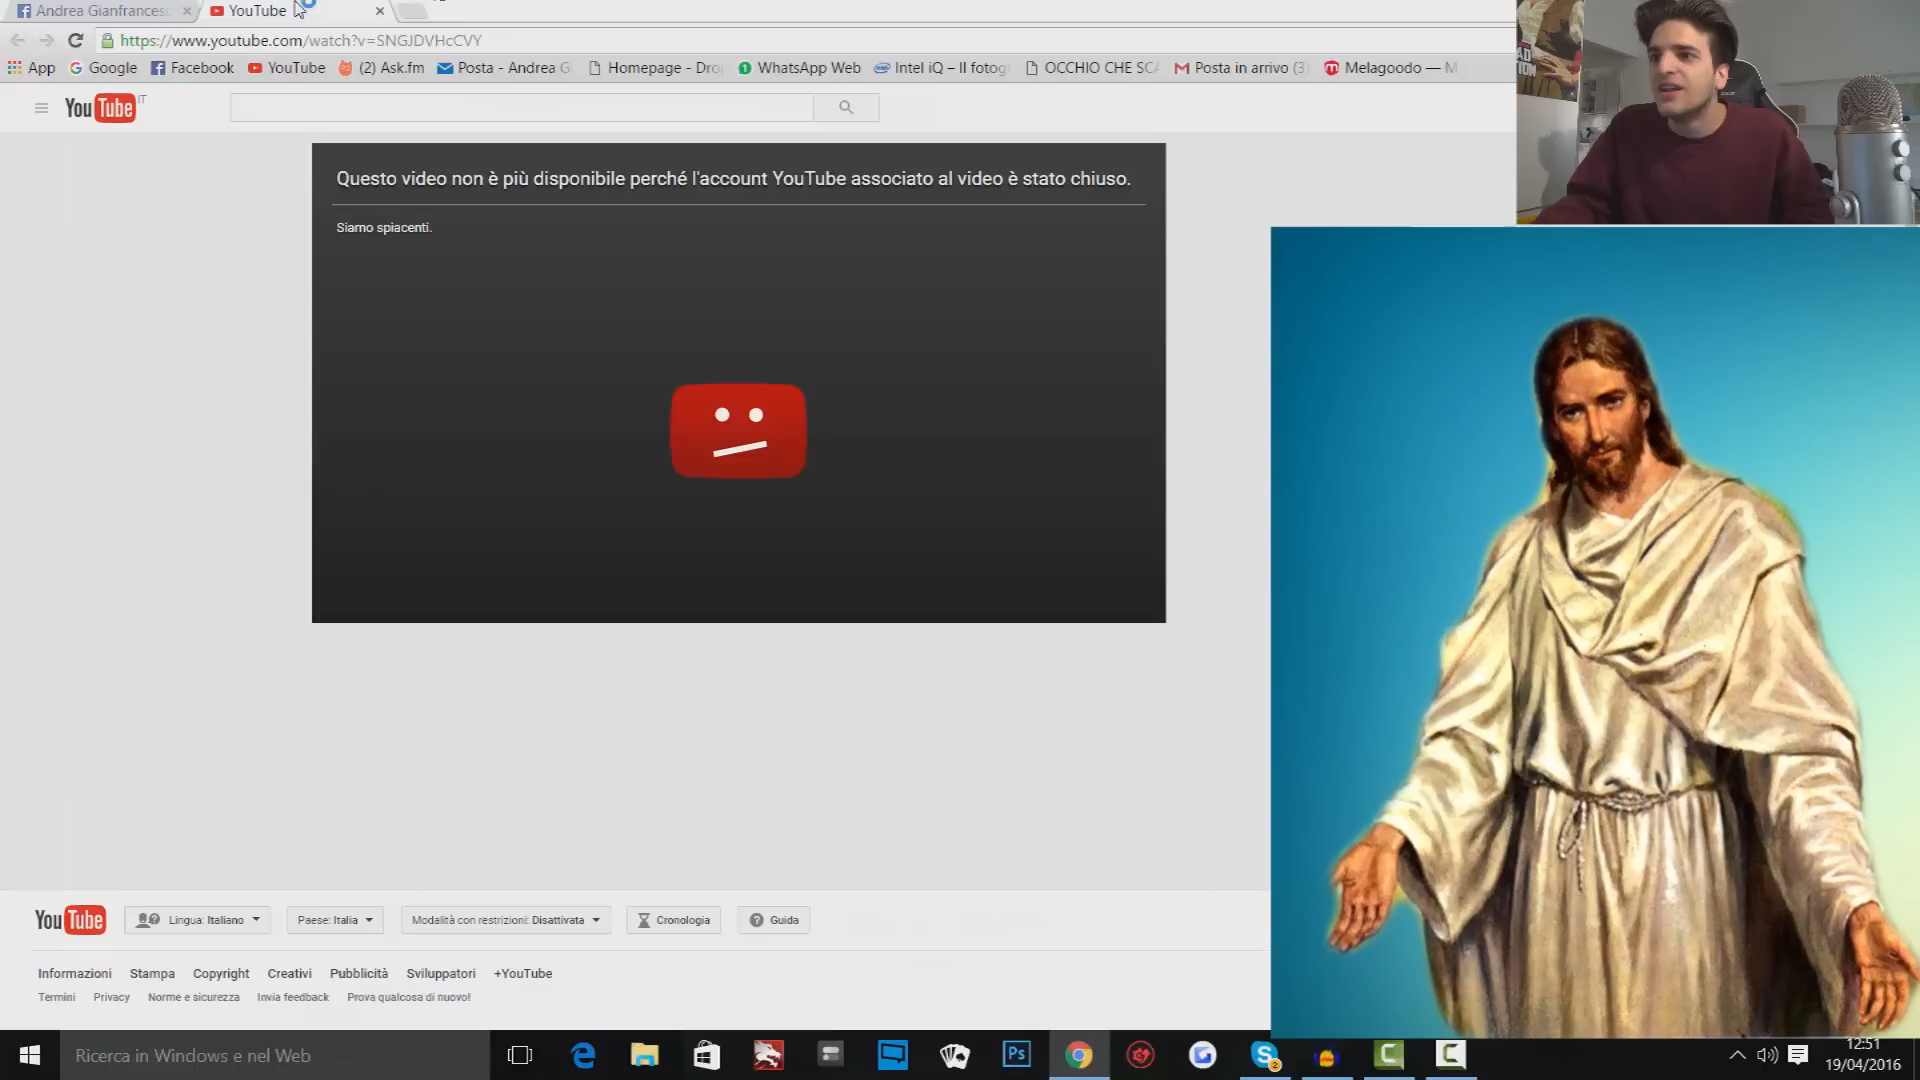 Andrea Gianfrancesc
YouTube
https://www.youtube.com/watch?v=SNGJDVHcCVY
App
Google
Facebook
YouTube
(2) Ask.fm
Posta - Andrea G
Homepage - Dro
WhatsApp Web
Intel iQ – Il fotog
OCCHIO CHE SCA
Posta in arrivo (3)
Melagoodo — M
YouTube IT
Questo video non è più disponibile perché l'account YouTube associato al video è stato chiuso.
Siamo spiacenti.
YouTube
Lingua: Italiano
Paese: Italia
Modalità con restrizioni: Disattivata
Cronologia
Guida
Informazioni Stampa Copyright Creativi Pubblicità Sviluppatori +YouTube
Termini Privacy Norme e sicurezza Invia feedback Prova qualcosa di nuovo!
Ricerca in Windows e nel Web
Ps
12:51
19/04/2016